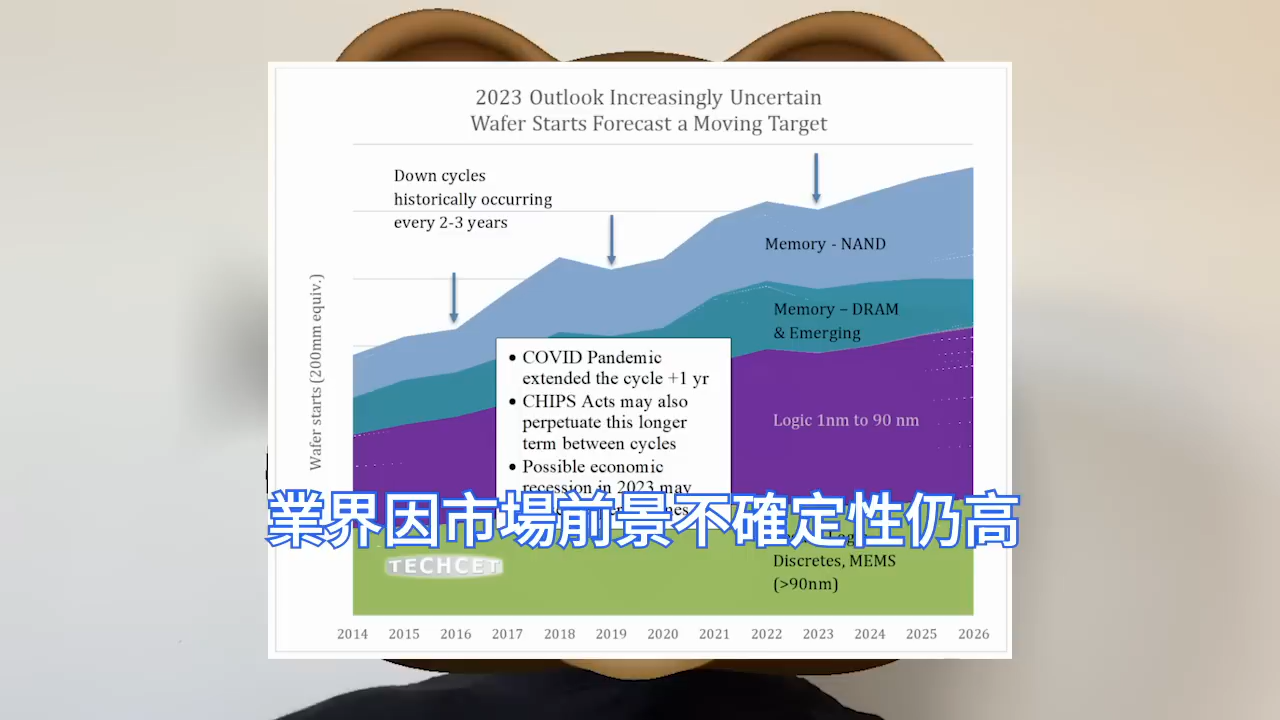 2023 Outlook Increasingly Uncertain
Wafer Starts Forecast a Moving Target
Down cycles
historically occurring
every 2-3 years
Memory - NAND
Memory – DRAM
& Emerging
Wafer starts (200mm equiv.)
• COVID Pandemic
extended the cycle +1 yr
• CHIPS Acts may also
perpetuate this longer
term between cycles
• Possible economic
recession in 2023 may
Logic 1nm to 90 nm
業界因市場前景不確定性仍高
Discretes, MEMS
(>90nm)
TECHCET
2014 2015 2016 2017 2018 2019 2020 2021 2022 2023 2024 2025 2026